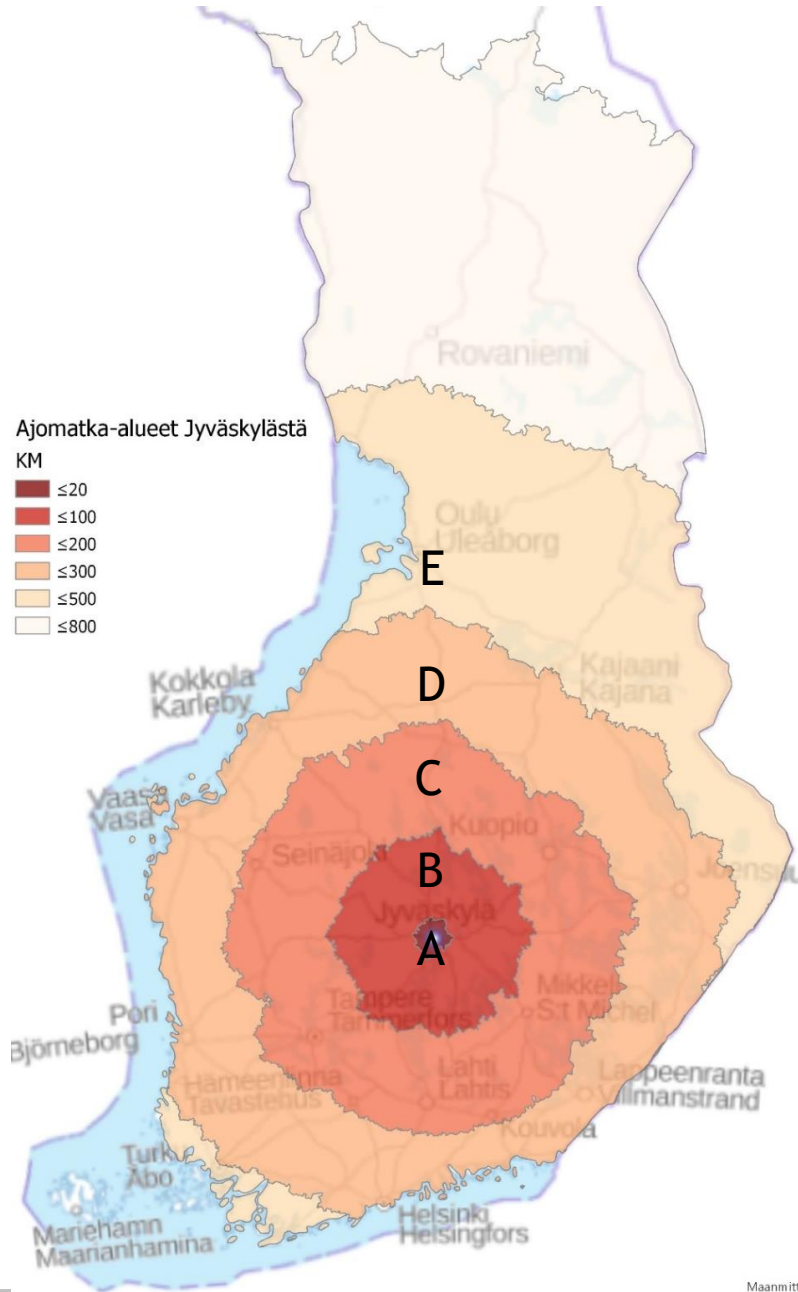 Rovaniemi
Ajomatka-alueet Jyväskylästä
KM
≤20
≤100
≤200
≤300
≤500
≤800
Oulu
Uleåborg
E
Kajaani
Kajana
Kokkola
Karleby
D
C
Vaasa
Vasa
Kuopio
Seinäjoki
B
Joensuu
Jyväskylä
A
Mikkeli
S:t Michel
Tampere
Tammerfors
Pori
Björneborg
Hämeenlinna
Tavastehus
Lahti
Lahtis
Lappeenranta
Villmanstrand
Kouvola
Turku
Åbo
Helsinki
Helsingfors
Mariehamn
Maarianhamina
Maanmitt